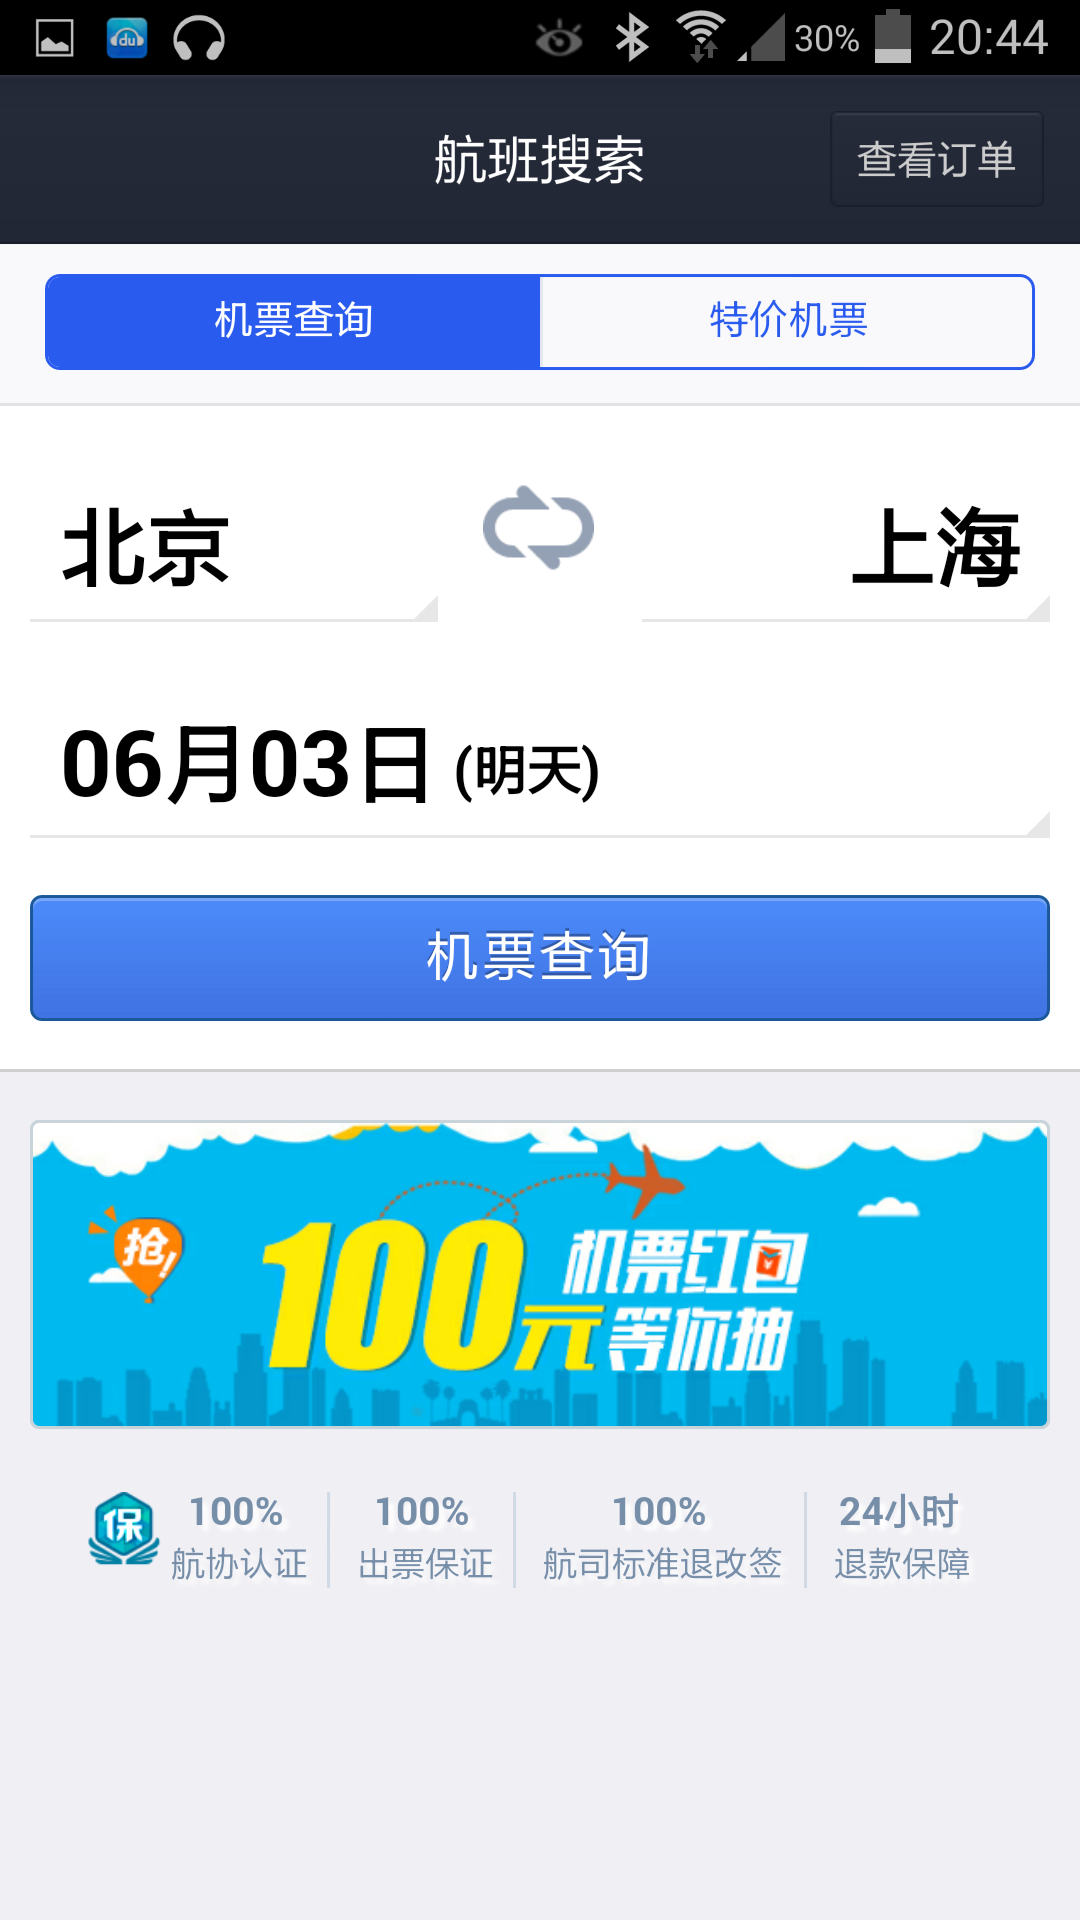 du 30% 20:44
航班搜索 查看订单
机票查询 特价机票
北京 上海
06月03日 (明天)
机票查询
抢!
100元
机票红包
等你抽
保
100% 100% 100% 24小时
航协认证 出票保证 航司标准退改签 退款保障